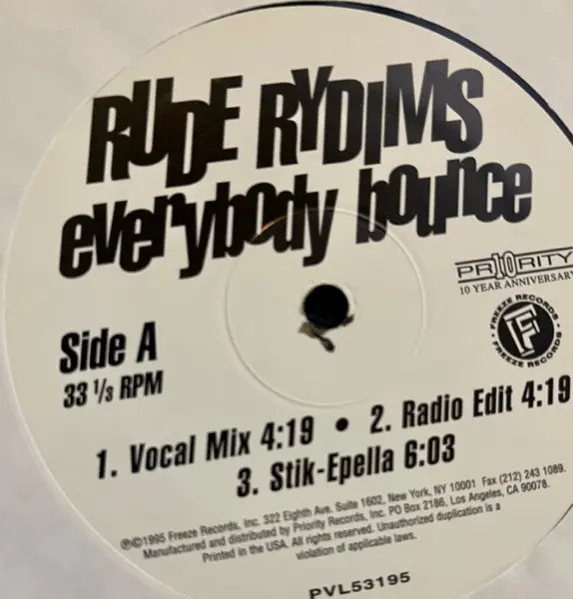 RUDE RYDIMS
everybody bounce
PR10RITY
10 YEAR ANNIVERSARY
• FREEZE RECORDS •
F
FREEZE RECORDS
Side A
33 ⅓ RPM
1. Vocal Mix 4:19 • 2. Radio Edit 4:19
3. Stik-Epella 6:03
℗©1995 Freeze Records, Inc. 322 Eighth Ave. Suite 1602, New York, NY 10001 Fax (212) 243 1089.
Manufactured and distributed by Priority Records, Inc. PO Box 2186, Los Angeles, CA 90078.
Printed in the USA. All rights reserved. Unauthorized duplication is a
violation of applicable laws.
PVL53195